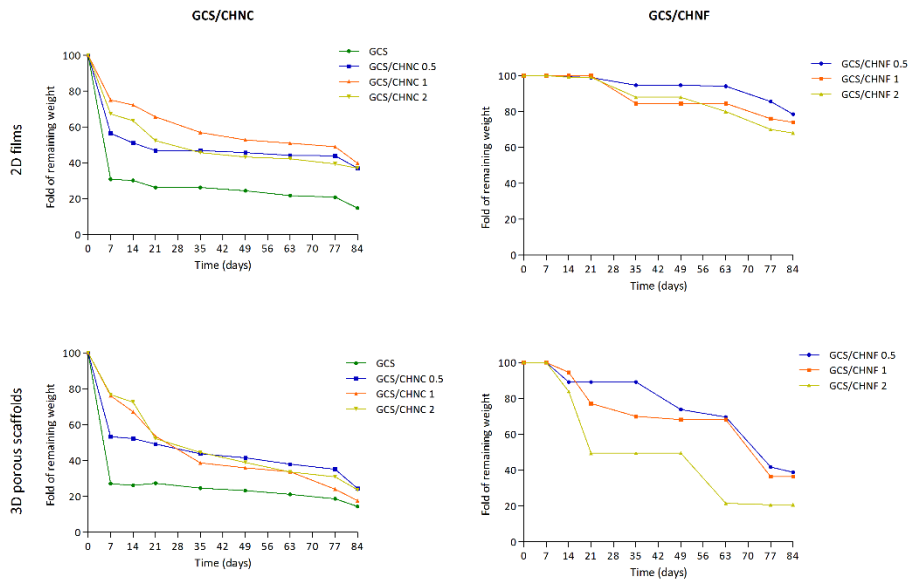 GCS/CHNC
GCS/CHNF
2D films
Fold of remaining weight
100
80
60
40
20
0
0 7 14 21 35 42 49 56 63 70 77 84
Time (days)
GCS
GCS/CHNC 0.5
GCS/CHNC 1
GCS/CHNC 2
Fold of remaining weight
100
80
60
40
20
0
0 7 14 21 35 42 49 56 63 70 77 84
Time (days)
GCS/CHNF 0.5
GCS/CHNF 1
GCS/CHNF 2
3D porous scaffolds
Fold of remaining weight
100
80
60
40
20
0
0 7 14 21 35 42 49 56 63 70 77 84
Time (days)
GCS
GCS/CHNC 0.5
GCS/CHNC 1
GCS/CHNC 2
Fold of remaining weight
100
80
60
40
20
0
0 7 14 21 35 42 49 56 63 70 77 84
Time (days)
GCS/CHNF 0.5
GCS/CHNF 1
GCS/CHNF 2